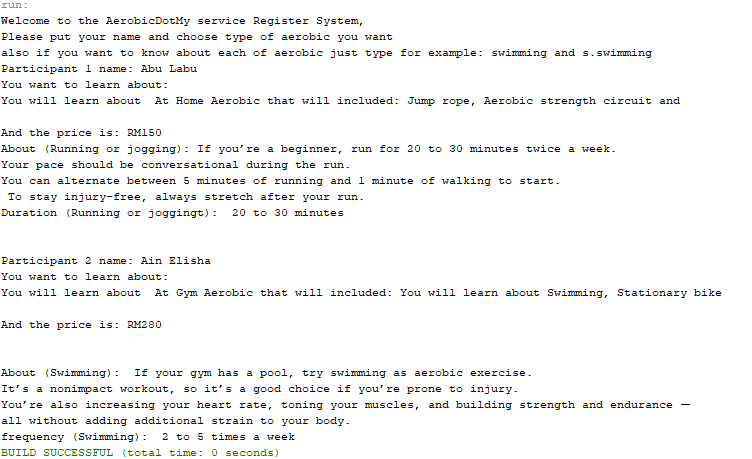 run:
Welcome to the AerobicDotMy service Register System,
Please put your name and choose type of aerobic you want
also if you want to know about each of aerobic just type for example: swimming and s.swimming
Participant 1 name: Abu Labu
You want to learn about:
You will learn about  At Home Aerobic that will included: Jump rope, Aerobic strength circuit and
And the price is: RM150
About (Running or jogging): If you’re a beginner, run for 20 to 30 minutes twice a week.
Your pace should be conversational during the run.
You can alternate between 5 minutes of running and 1 minute of walking to start.
 To stay injury-free, always stretch after your run.
Duration (Running or joggingt):  20 to 30 minutes
Participant 2 name: Ain Elisha
You want to learn about:
You will learn about  At Gym Aerobic that will included: You will learn about Swimming, Stationary bike
And the price is: RM280
About (Swimming):  If your gym has a pool, try swimming as aerobic exercise.
It’s a nonimpact workout, so it’s a good choice if you’re prone to injury.
You’re also increasing your heart rate, toning your muscles, and building strength and endurance —
all without adding additional strain to your body.
frequency (Swimming):  2 to 5 times a week
BUILD SUCCESSFUL (total time: 0 seconds)